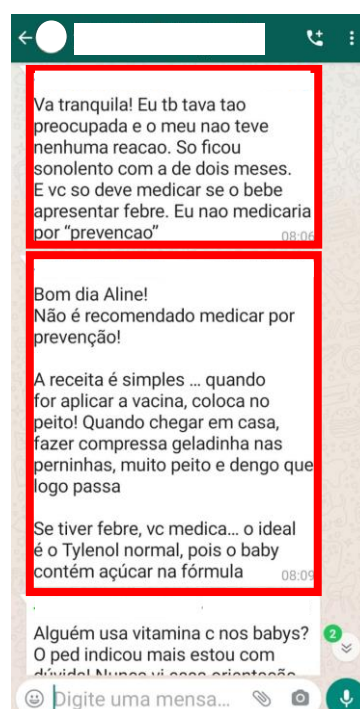 Va tranquila! Eu tb tava tao
preocupada e o meu nao teve
nenhuma reacao. So ficou
sonolento com a de dois meses.
E vc so deve medicar se o bebe
apresentar febre. Eu nao medicaria
por “prevencao”
08:06
Bom dia Aline!
Não é recomendado medicar por
prevenção!
A receita é simples ... quando
for aplicar a vacina, coloca no
peito! Quando chegar em casa,
fazer compressa geladinha nas
perninhas, muito peito e dengo que
logo passa
Se tiver febre, vc medica... o ideal
é o Tylenol normal, pois o baby
contém açúcar na fórmula
08:09
Alguém usa vitamina c nos babys?
2
O ped indicou mais estou com
dúvida! Nunca vi essa orientação
Digite uma mensa...